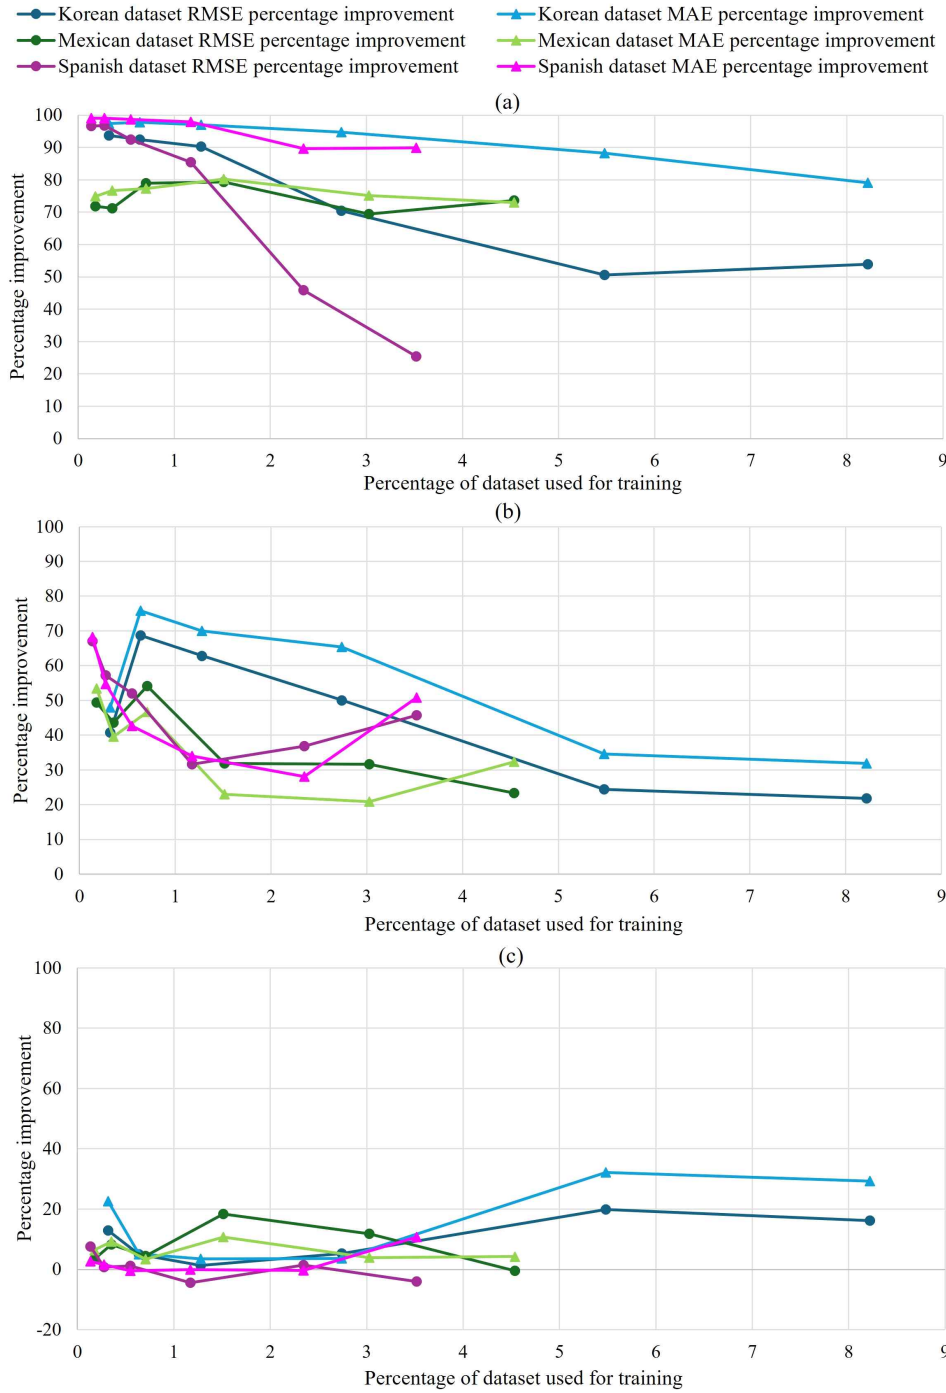 Korean dataset RMSE percentage improvement Korean dataset MAE percentage improvement
Mexican dataset RMSE percentage improvement Mexican dataset MAE percentage improvement
Spanish dataset RMSE percentage improvement Spanish dataset MAE percentage improvement
(a)
Percentage improvement
100
90
80
70
60
50
40
30
20
10
0
0 1 2 3 4 5 6 7 8 9
Percentage of dataset used for training
(b)
Percentage improvement
100
90
80
70
60
50
40
30
20
10
0
0 1 2 3 4 5 6 7 8 9
Percentage of dataset used for training
(c)
Percentage improvement
100
80
60
40
20
0
-20
0 1 2 3 4 5 6 7 8 9
Percentage of dataset used for training